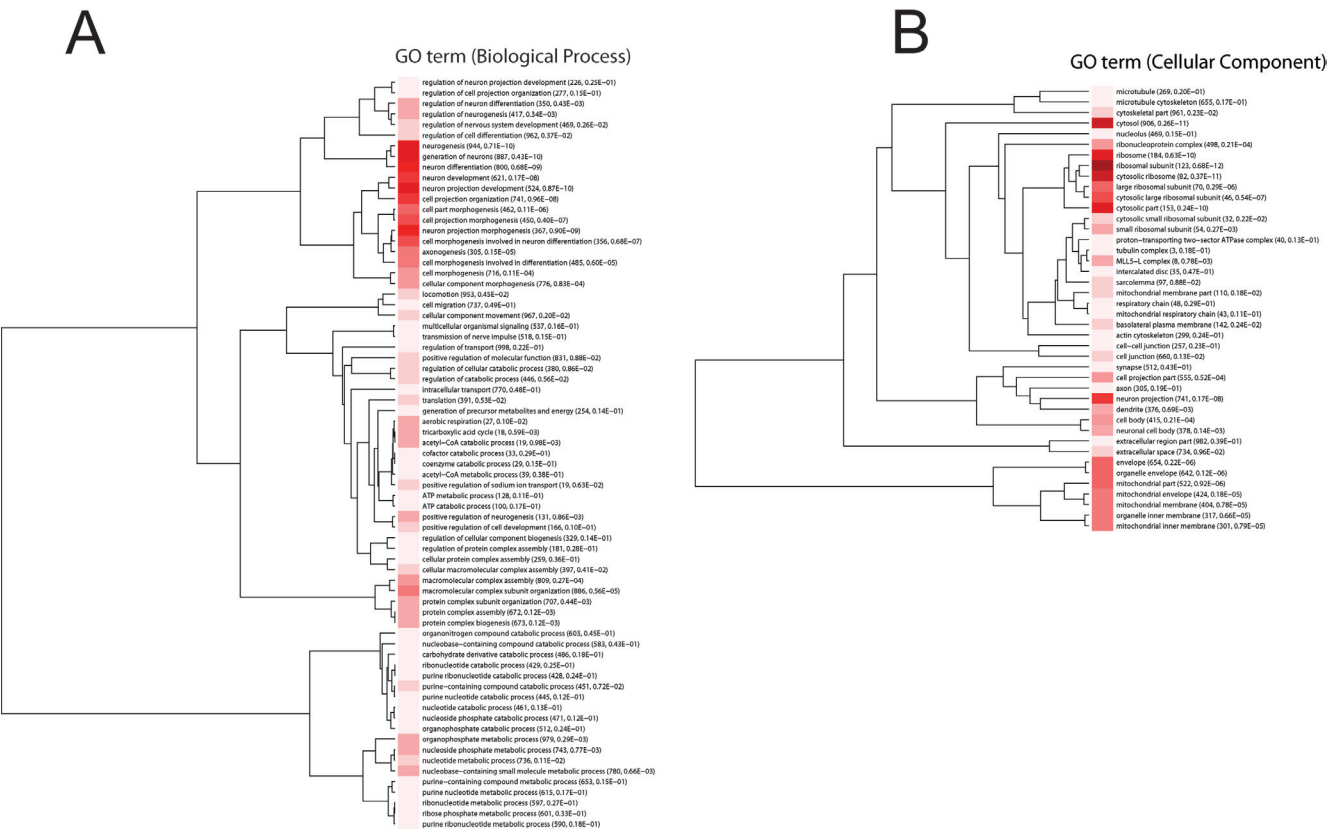 A
GO term (Biological Process)
regulation of neuron projection development (226, 0.25E−01)
regulation of cell projection organization (277, 0.15E−01)
regulation of neuron differentiation (350, 0.43E−03)
regulation of neurogenesis (417, 0.34E−03)
regulation of nervous system development (469, 0.26E−02)
regulation of cell differentiation (962, 0.37E−02)
neurogenesis (944, 0.71E−10)
generation of neurons (887, 0.43E−10)
neuron differentiation (800, 0.68E−09)
neuron development (621, 0.17E−08)
neuron projection development (524, 0.87E−10)
cell projection organization (741, 0.96E−08)
cell part morphogenesis (462, 0.11E−06)
cell projection morphogenesis (450, 0.40E−07)
neuron projection morphogenesis (367, 0.90E−09)
cell morphogenesis involved in neuron differentiation (356, 0.68E−07)
axonogenesis (305, 0.15E−05)
cell morphogenesis involved in differentiation (485, 0.60E−05)
cell morphogenesis (716, 0.11E−04)
cellular component morphogenesis (776, 0.83E−04)
locomotion (953, 0.45E−02)
cell migration (737, 0.49E−01)
cellular component movement (967, 0.20E−02)
multicellular organismal signaling (537, 0.16E−01)
transmission of nerve impulse (518, 0.15E−01)
regulation of transport (998, 0.22E−01)
positive regulation of molecular function (831, 0.88E−02)
regulation of cellular catabolic process (380, 0.86E−02)
regulation of catabolic process (446, 0.56E−02)
intracellular transport (770, 0.48E−01)
translation (391, 0.53E−02)
generation of precursor metabolites and energy (254, 0.14E−01)
aerobic respiration (27, 0.10E−02)
tricarboxylic acid cycle (18, 0.59E−03)
acetyl−CoA catabolic process (19, 0.98E−03)
cofactor catabolic process (33, 0.29E−01)
coenzyme catabolic process (29, 0.15E−01)
acetyl−CoA metabolic process (39, 0.38E−01)
positive regulation of sodium ion transport (19, 0.63E−02)
ATP metabolic process (128, 0.11E−01)
ATP catabolic process (100, 0.17E−01)
positive regulation of neurogenesis (131, 0.86E−03)
positive regulation of cell development (166, 0.10E−01)
regulation of cellular component biogenesis (329, 0.14E−01)
regulation of protein complex assembly (181, 0.28E−01)
cellular protein complex assembly (259, 0.36E−01)
cellular macromolecular complex assembly (397, 0.41E−02)
macromolecular complex assembly (809, 0.27E−04)
macromolecular complex subunit organization (886, 0.56E−05)
protein complex subunit organization (707, 0.44E−03)
protein complex assembly (672, 0.12E−03)
protein complex biogenesis (673, 0.12E−03)
organonitrogen compound catabolic process (603, 0.45E−01)
nucleobase−containing compound catabolic process (583, 0.43E−01)
carbohydrate derivative catabolic process (486, 0.18E−01)
ribonucleotide catabolic process (429, 0.25E−01)
purine ribonucleotide catabolic process (428, 0.24E−01)
purine−containing compound catabolic process (451, 0.72E−02)
purine nucleotide catabolic process (445, 0.12E−01)
nucleotide catabolic process (461, 0.13E−01)
nucleoside phosphate catabolic process (471, 0.12E−01)
organophosphate catabolic process (512, 0.24E−01)
organophosphate metabolic process (979, 0.29E−03)
nucleoside phosphate metabolic process (743, 0.77E−03)
nucleotide metabolic process (736, 0.11E−02)
nucleobase−containing small molecule metabolic process (780, 0.66E−03)
purine−containing compound metabolic process (653, 0.15E−01)
purine nucleotide metabolic process (615, 0.17E−01)
ribonucleotide metabolic process (597, 0.27E−01)
ribose phosphate metabolic process (601, 0.33E−01)
purine ribonucleotide metabolic process (590, 0.18E−01)
B
GO term (Cellular Component)
microtubule (269, 0.20E−01)
microtubule cytoskeleton (655, 0.17E−01)
cytoskeletal part (961, 0.23E−02)
cytosol (906, 0.26E−11)
nucleolus (469, 0.15E−01)
ribonucleoprotein complex (498, 0.21E−04)
ribosome (184, 0.63E−10)
ribosomal subunit (123, 0.68E−12)
cytosolic ribosome (82, 0.37E−11)
large ribosomal subunit (70, 0.29E−06)
cytosolic large ribosomal subunit (46, 0.54E−07)
cytosolic part (153, 0.24E−10)
cytosolic small ribosomal subunit (32, 0.22E−02)
small ribosomal subunit (54, 0.27E−03)
proton−transporting two−sector ATPase complex (40, 0.13E−01)
tubulin complex (3, 0.18E−01)
MLL5−L complex (8, 0.78E−03)
intercalated disc (35, 0.47E−01)
sarcolemma (97, 0.88E−02)
mitochondrial membrane part (110, 0.18E−02)
respiratory chain (48, 0.29E−01)
mitochondrial respiratory chain (43, 0.11E−01)
basolateral plasma membrane (142, 0.24E−02)
actin cytoskeleton (299, 0.24E−01)
cell−cell junction (257, 0.23E−01)
cell junction (660, 0.13E−02)
synapse (512, 0.43E−01)
cell projection part (555, 0.52E−04)
axon (305, 0.19E−01)
neuron projection (741, 0.17E−08)
dendrite (376, 0.69E−03)
cell body (415, 0.21E−04)
neuronal cell body (378, 0.14E−03)
extracellular region part (982, 0.39E−01)
extracellular space (734, 0.96E−02)
envelope (654, 0.22E−06)
organelle envelope (642, 0.12E−06)
mitochondrial part (522, 0.92E−06)
mitochondrial envelope (424, 0.18E−05)
mitochondrial membrane (404, 0.78E−05)
organelle inner membrane (317, 0.66E−05)
mitochondrial inner membrane (301, 0.79E−05)